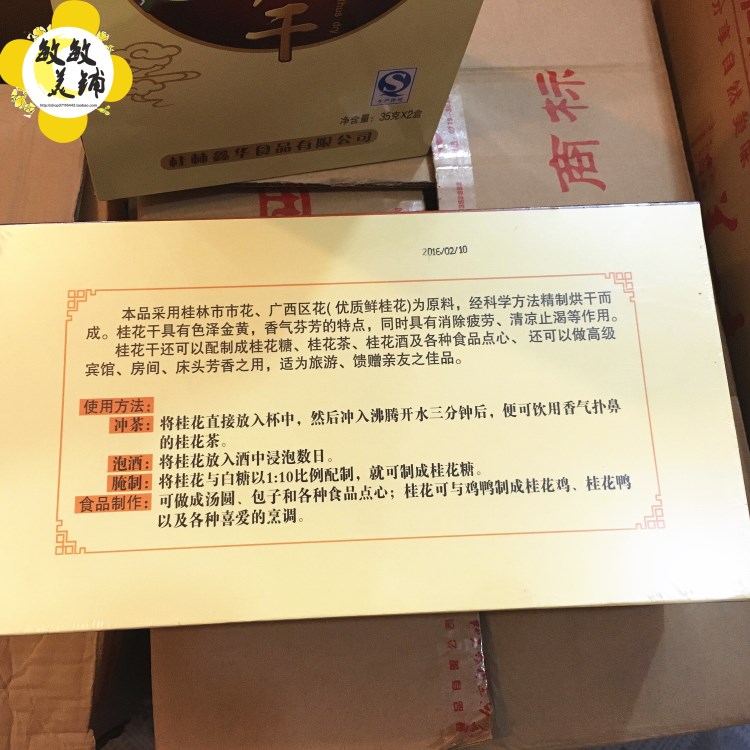 敏敏
美铺
干
净含量：35克X2盒
桂林鑫华食品有限公司
商标
2016/02/10
本品采用桂林市市花、广西区花(优质鲜桂花)为原料，经科学方法精制烘干而
成。桂花干具有色泽金黄，香气芬芳的特点，同时具有消除疲劳、清凉止渴等作用。
桂花干还可以配制成桂花糖、桂花茶、桂花酒及各种食品点心、还可以做高级
宾馆、房间、床头芳香之用，适为旅游、馈赠亲友之佳品。
使用方法：
冲茶：将桂花直接放入杯中，然后冲入沸腾开水三分钟后，便可饮用香气扑鼻
的桂花茶。
泡酒：将桂花放入酒中浸泡数日。
腌制：将桂花与白糖以1:10比例配制，就可制成桂花糖。
食品制作：可做成汤圆、包子和各种食品点心；桂花可与鸡鸭制成桂花鸡、桂花鸭
以及各种喜爱的烹调。